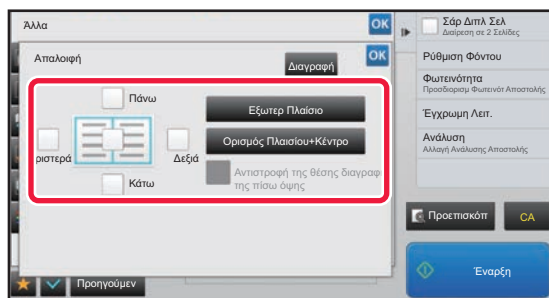 Άλλα
OK
Απαλοιφή
Διαγραφή
OK
Πάνω
ριστερά
Δεξιά
Κάτω
Εξωτερ Πλαίσιο
Ορισμός Πλαισίου+Κέντρο
Αντιστροφή της θέσης διαγραφ
της πίσω όψης
Προηγούμεν
Σάρ Διπλ Σελ
Διαίρεση σε 2 Σελίδες
Ρύθμιση Φόντου
Φωτεινότητα
Προσδιορισμ Φωτεινότ Αποστολής
Έγχρωμη Λειτ.
Ανάλυση
Αλλαγή Ανάλυσης Αποστολής
Προεπισκόπ
CA
Έναρξη